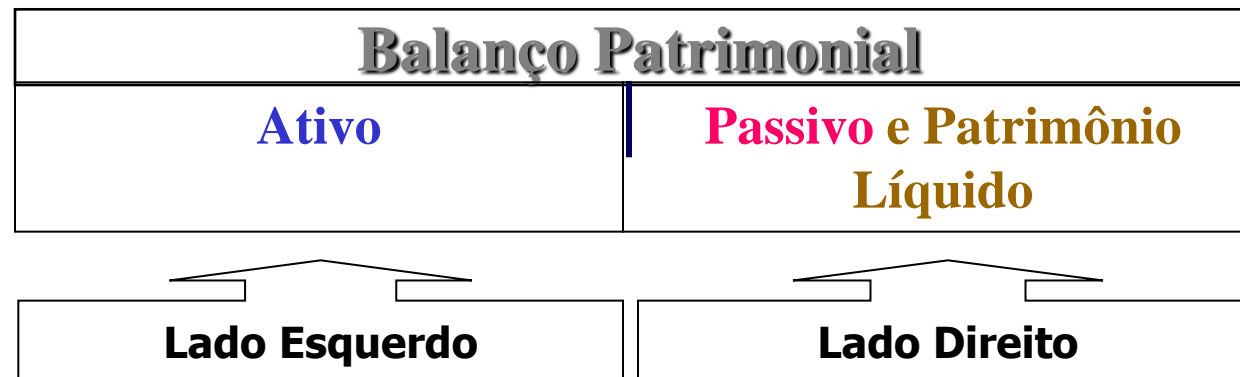 Balanço Patrimonial
Ativo
Passivo e Patrimônio
Líquido
Lado Esquerdo
Lado Direito